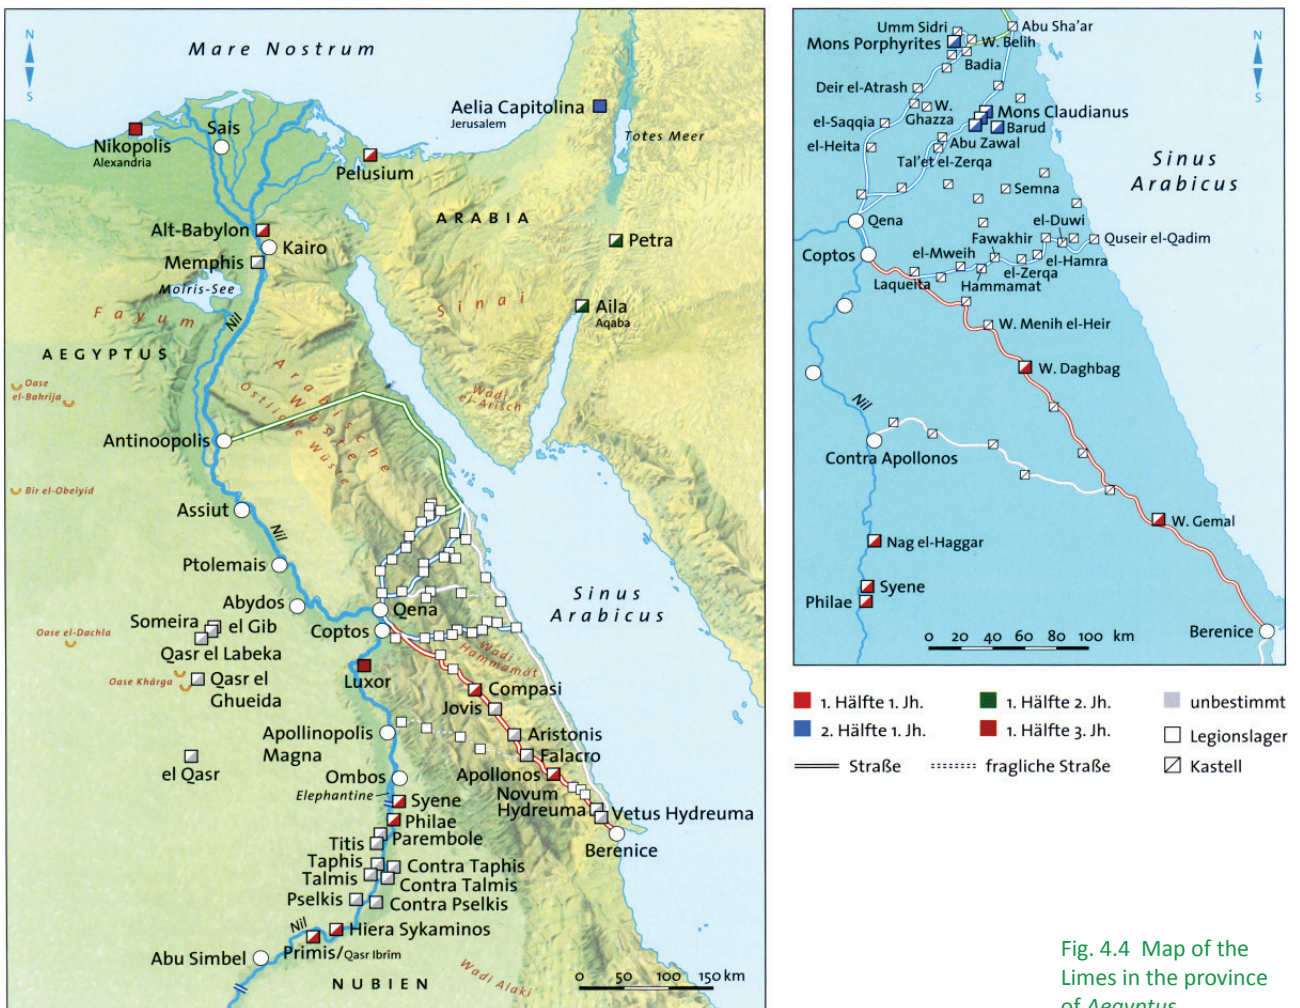 N
S
Mare Nostrum
Aelia Capitolina
Jerusalem
Totes Meer
Sais
Nikopolis
Alexandria
Pelusium
ARABIA
Alt-Babylon
Kairo
Petra
Memphis
Moïris-See
Sinai
Aila
Aqaba
Fayum
Nil
AEGYPTUS
Arabische
Wüste
Östliche Wüste
Wadi
el-Arisch
Oase
el-Bahrija
Antinoopolis
Bir el-Obeiyid
Assiut
Nil
Ptolemais
Abydos
Qena
Sinus
Arabicus
Someira
el Gib
Coptos
Oase el-Dachla
Qasr el Labeka
Wadi
Hammamât
Luxor
Oase Khârga
Qasr el
Ghueida
Compasi
Jovis
Apollinopolis
Magna
Aristonis
Falacro
el Qasr
Ombos
Apollonos
Elephantine
Novum
Hydreuma
Syene
Vetus Hydreuma
Philae
Parembole
Titis
Berenice
Taphis
Contra Taphis
Talmis
Contra Talmis
Pselkis
Contra Pselkis
Nil
Hiera Sykaminos
Primis/Qasr Ibrîm
Abu Simbel
NUBIEN
Wadi Alaki
0 50 100 150 km
Umm Sidri
Abu Sha'ar
N
S
Mons Porphyrites
W. Belih
Badia
Deir el-Atrash
W.
Ghazza
Mons Claudianus
el-Saqqia
Barud
Abu Zawal
el-Heita
Tal'et el-Zerqa
Sinus
Arabicus
Semna
Qena
el-Duwi
Fawakhir
Quseir el-Qadim
Coptos
el-Mweih
el-Hamra
el-Zerqa
Laqueita
Hammamat
W. Menih el-Heir
W. Daghbag
Nil
Contra Apollonos
W. Gemal
Nag el-Haggar
Syene
Philae
Berenice
0 20 40 60 80 100 km
1. Hälfte 1. Jh.
1. Hälfte 2. Jh.
unbestimmt
2. Hälfte 1. Jh.
1. Hälfte 3. Jh.
Legionslager
Straße
fragliche Straße
Kastell
Fig. 4.4 Map of the
Limes in the province
of Aegyptus